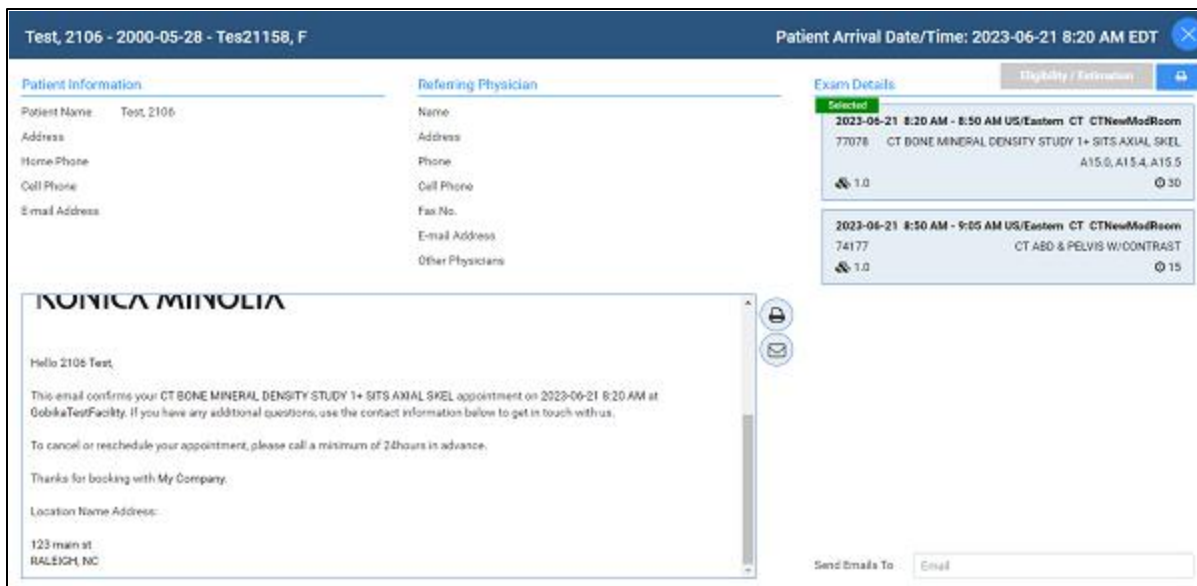 Test, 2106 - 2000-05-28 - Tes21158, F
Patient Arrival Date/Time: 2023-06-21 8:20 AM EDT
Patient Information
Patient Name Test, 2106
Address
Home Phone
Cell Phone
E-mail Address
Referring Physician
Name
Address
Phone
Cell Phone
Fax No.
E-mail Address
Other Physicians
Eligibility / Estimation
Exam Details
Selected
2023-06-21 8:20 AM - 8:50 AM US/Eastern CT CTNewModRoom
77078 CT BONE MINERAL DENSITY STUDY 1+ SITS AXIAL SKEL
A15.0, A15.4, A15.5
1.0 30
2023-06-21 8:50 AM - 9:05 AM US/Eastern CT CTNewModRoom
74177 CT ABD & PELVIS W/CONTRAST
1.0 15
KONICA MINOLTA
Hello 2106 Test,
This email confirms your CT BONE MINERAL DENSITY STUDY 1+ SITS AXIAL SKEL appointment on 2023-06-21 8:20 AM at
GobikaTestFacility. If you have any additional questions, use the contact information below to get in touch with us.
To cancel or reschedule your appointment, please call a minimum of 24hours in advance.
Thanks for booking with My Company.
Location Name Address:
123 main st
RALEIGH, NC
Send Emails To Email